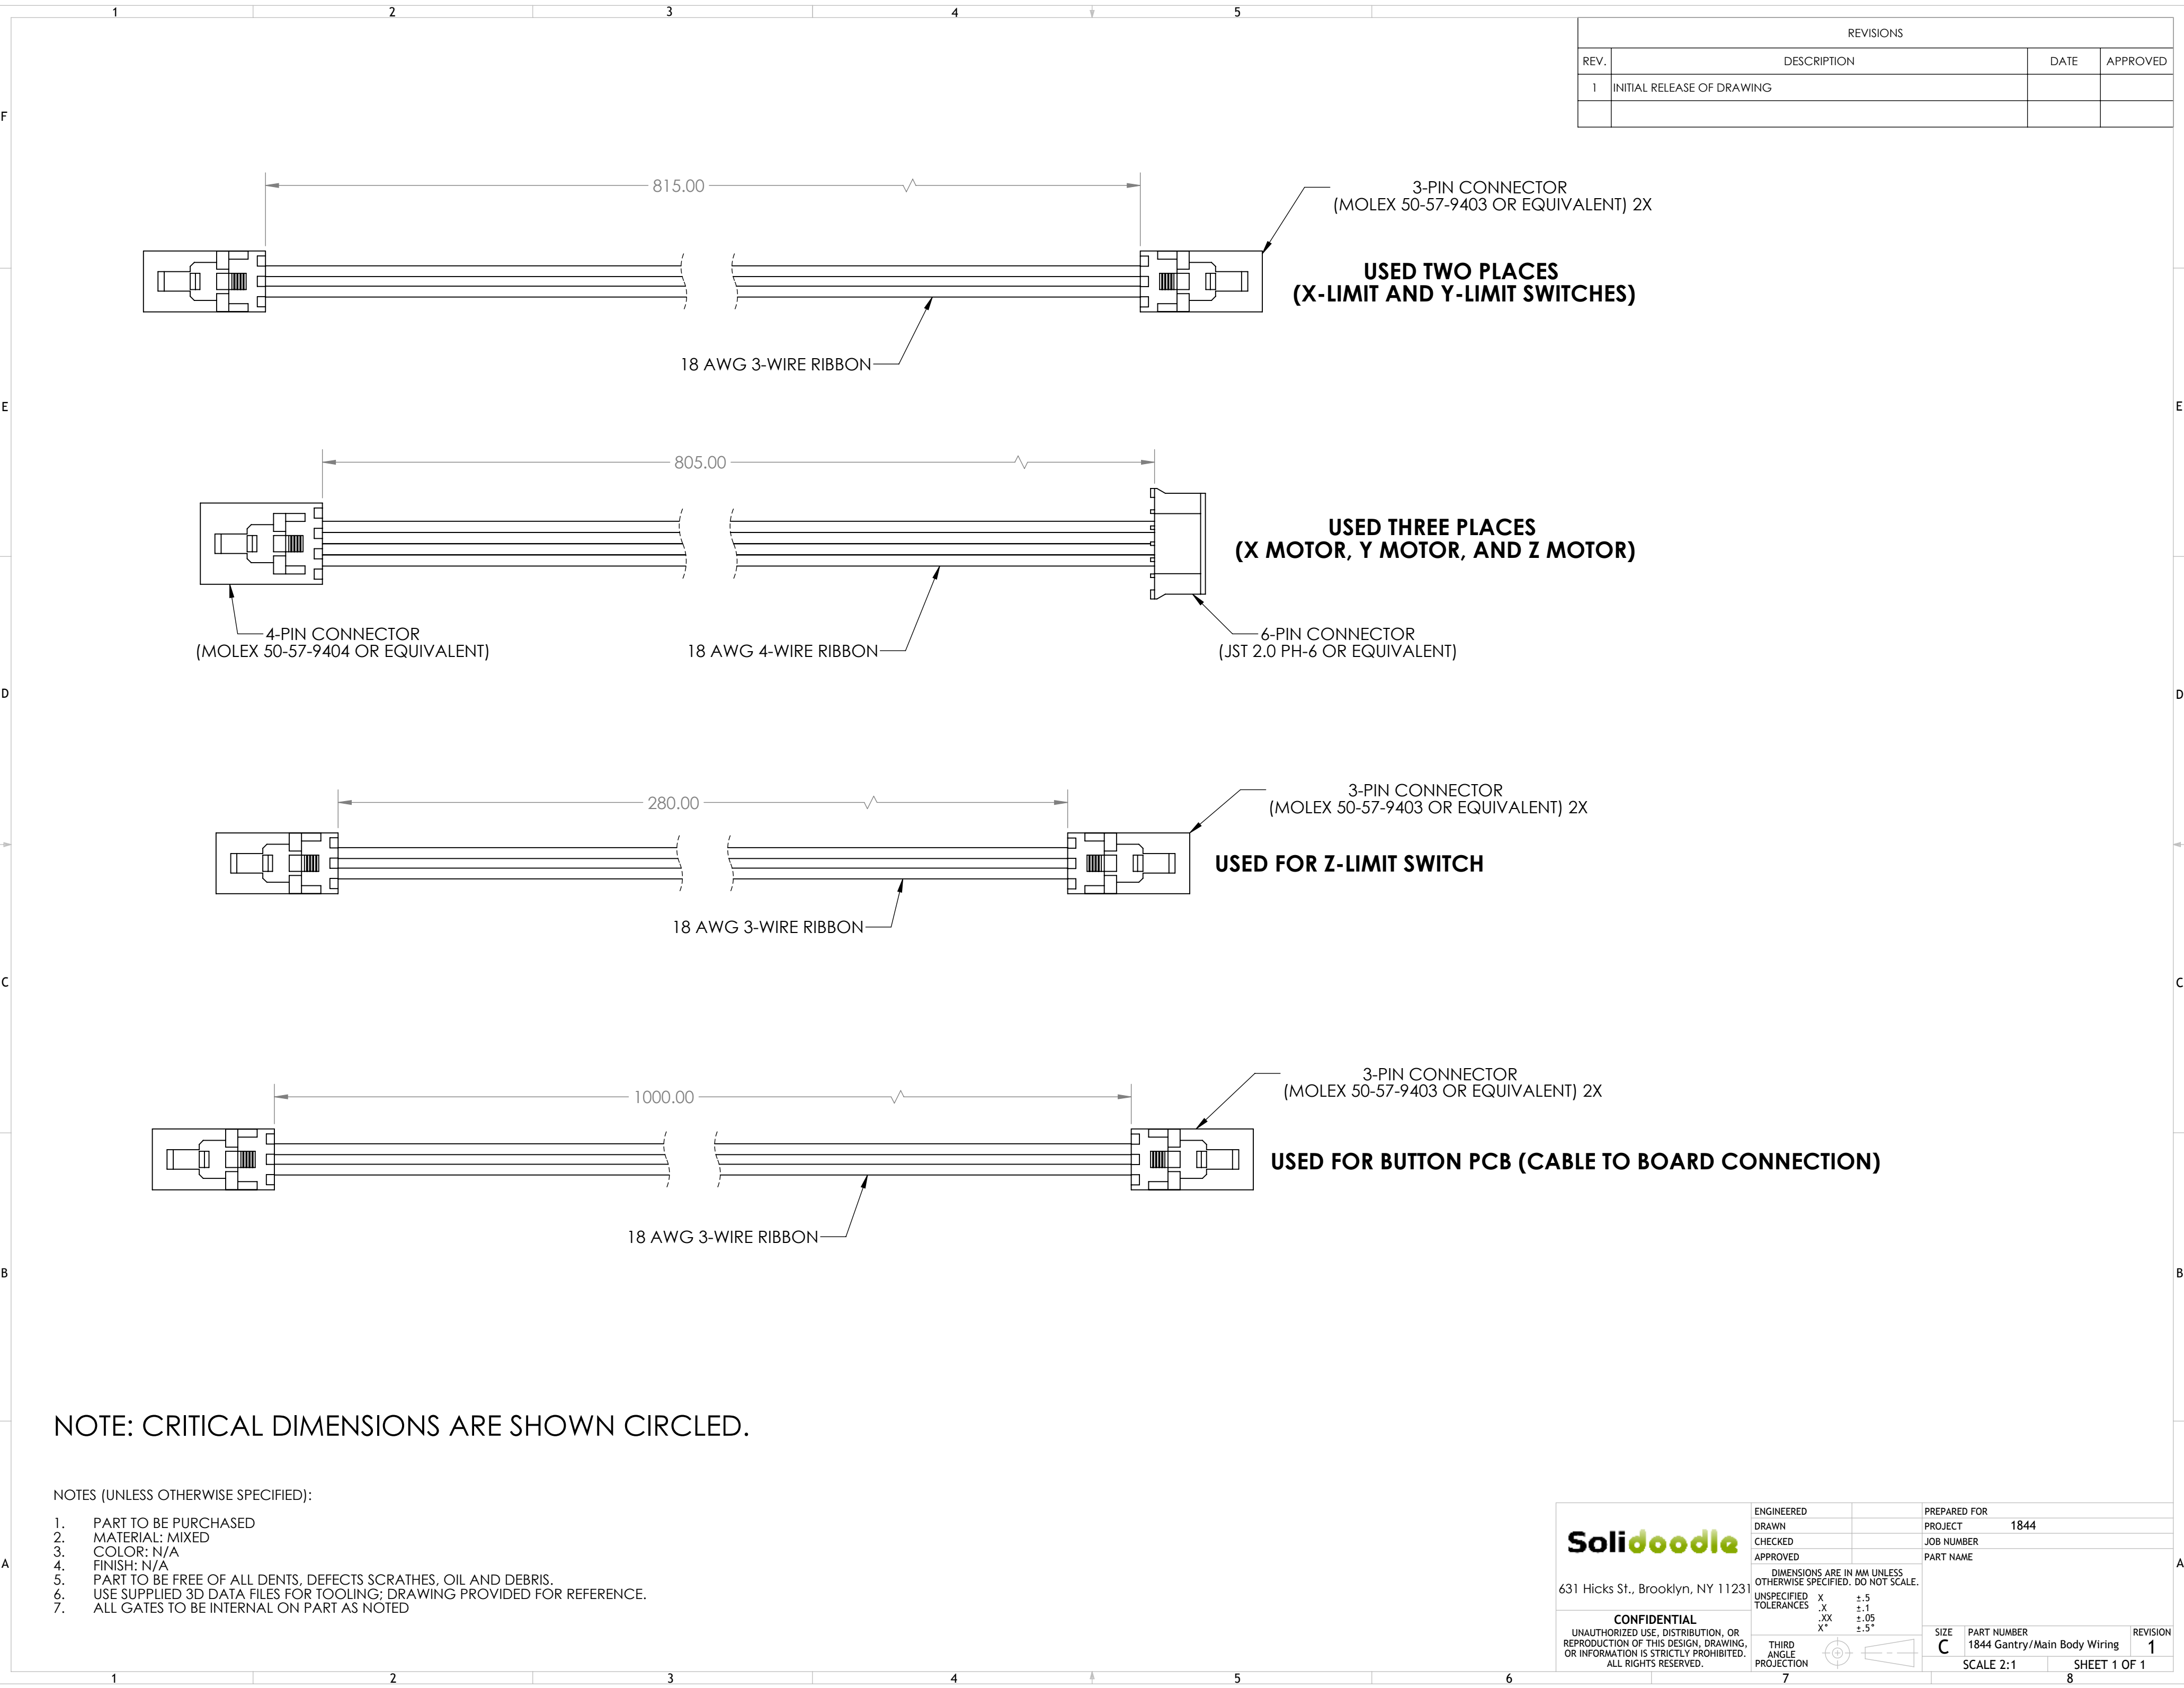 1 2 3 4 5
REVISIONS
REV. DESCRIPTION DATE APPROVED
1 INITIAL RELEASE OF DRAWING
F
815.00
3-PIN CONNECTOR
(MOLEX 50-57-9403 OR EQUIVALENT) 2X
USED TWO PLACES
(X-LIMIT AND Y-LIMIT SWITCHES)
18 AWG 3-WIRE RIBBON
E E
805.00
USED THREE PLACES
(X MOTOR, Y MOTOR, AND Z MOTOR)
4-PIN CONNECTOR
(MOLEX 50-57-9404 OR EQUIVALENT)
18 AWG 4-WIRE RIBBON
6-PIN CONNECTOR
(JST 2.0 PH-6 OR EQUIVALENT)
D D
280.00
3-PIN CONNECTOR
(MOLEX 50-57-9403 OR EQUIVALENT) 2X
USED FOR Z-LIMIT SWITCH
18 AWG 3-WIRE RIBBON
C C
1000.00
3-PIN CONNECTOR
(MOLEX 50-57-9403 OR EQUIVALENT) 2X
USED FOR BUTTON PCB (CABLE TO BOARD CONNECTION)
18 AWG 3-WIRE RIBBON
B B
NOTE: CRITICAL DIMENSIONS ARE SHOWN CIRCLED.
NOTES (UNLESS OTHERWISE SPECIFIED):
1. PART TO BE PURCHASED
2. MATERIAL: MIXED
3. COLOR: N/A
4. FINISH: N/A
5. PART TO BE FREE OF ALL DENTS, DEFECTS SCRATHES, OIL AND DEBRIS.
6. USE SUPPLIED 3D DATA FILES FOR TOOLING; DRAWING PROVIDED FOR REFERENCE.
7. ALL GATES TO BE INTERNAL ON PART AS NOTED
A A
Solidoodle
631 Hicks St., Brooklyn, NY 11231
CONFIDENTIAL
UNAUTHORIZED USE, DISTRIBUTION, OR
REPRODUCTION OF THIS DESIGN, DRAWING,
OR INFORMATION IS STRICTLY PROHIBITED.
ALL RIGHTS RESERVED.
ENGINEERED
DRAWN
CHECKED
APPROVED
DIMENSIONS ARE IN MM UNLESS
OTHERWISE SPECIFIED. DO NOT SCALE.
UNSPECIFIED
TOLERANCES
X ±.5
.X ±.1
.XX ±.05
X° ±.5°
THIRD
ANGLE
PROJECTION
PREPARED FOR
PROJECT 1844
JOB NUMBER
PART NAME
SIZE PART NUMBER REVISION
C 1844 Gantry/Main Body Wiring 1
SCALE 2:1 SHEET 1 OF 1
1 2 3 4 5 6 7 8